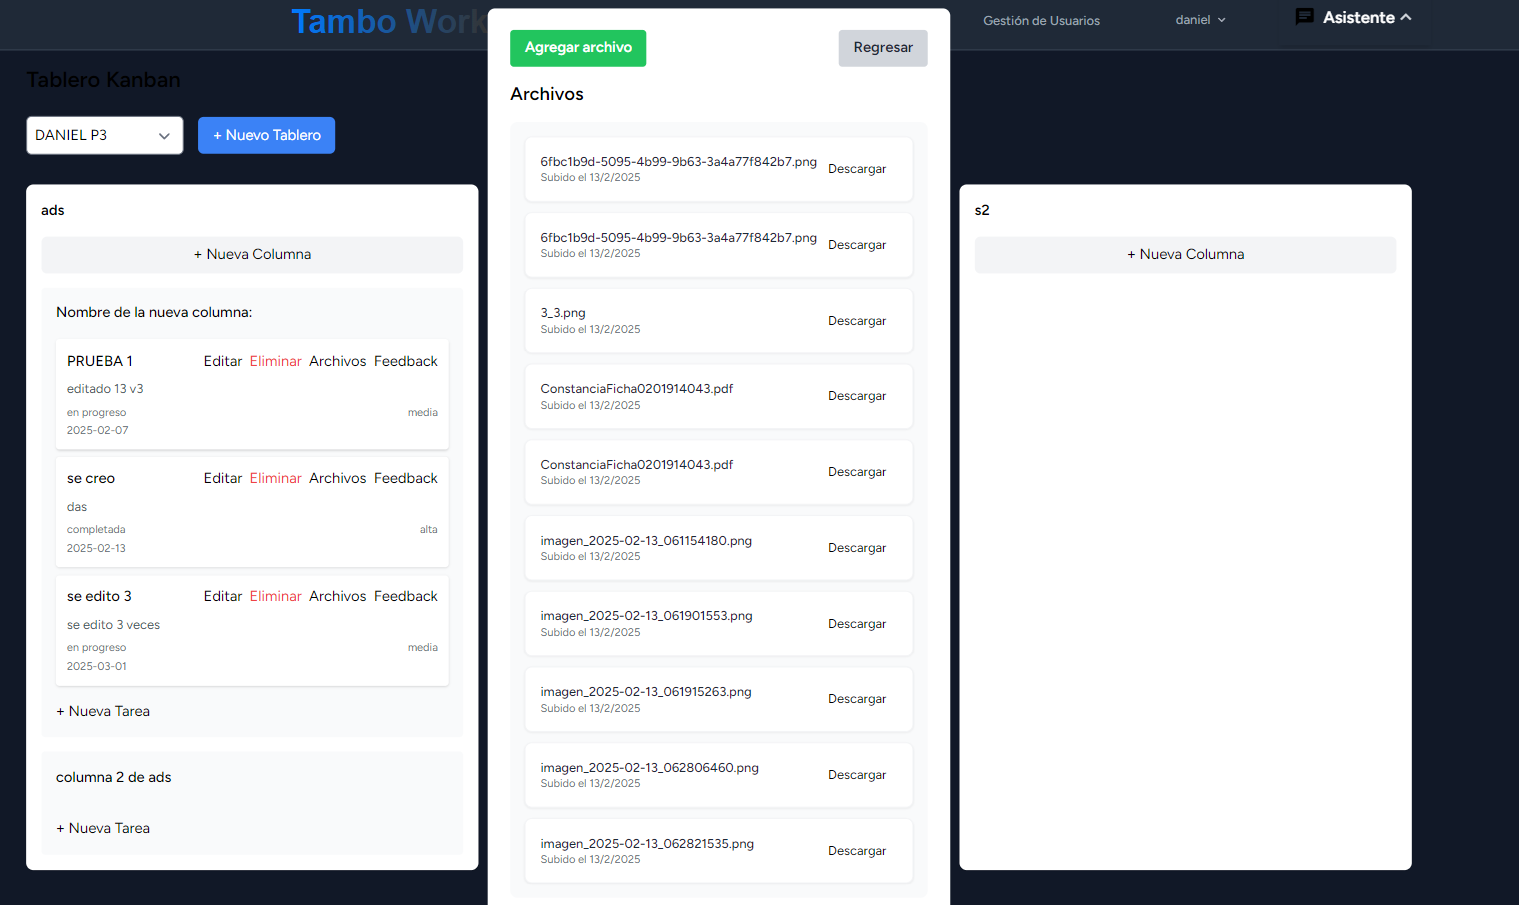 Tambo Work
Gestión de Usuarios
daniel
Asistente
Tablero Kanban
DANIEL P3
+ Nuevo Tablero
ads
+ Nueva Columna
Nombre de la nueva columna:
PRUEBA 1
Editar Eliminar Archivos Feedback
editado 13 v3
en progreso
media
2025-02-07
se creo
Editar Eliminar Archivos Feedback
das
completada
alta
2025-02-13
se edito 3
Editar Eliminar Archivos Feedback
se edito 3 veces
en progreso
media
2025-03-01
+ Nueva Tarea
columna 2 de ads
+ Nueva Tarea
Agregar archivo
Regresar
Archivos
6fbc1b9d-5095-4b99-9b63-3a4a77f842b7.png
Subido el 13/2/2025
Descargar
6fbc1b9d-5095-4b99-9b63-3a4a77f842b7.png
Subido el 13/2/2025
Descargar
3_3.png
Subido el 13/2/2025
Descargar
ConstanciaFicha0201914043.pdf
Subido el 13/2/2025
Descargar
ConstanciaFicha0201914043.pdf
Subido el 13/2/2025
Descargar
imagen_2025-02-13_061154180.png
Subido el 13/2/2025
Descargar
imagen_2025-02-13_061901553.png
Subido el 13/2/2025
Descargar
imagen_2025-02-13_061915263.png
Subido el 13/2/2025
Descargar
imagen_2025-02-13_062806460.png
Subido el 13/2/2025
Descargar
imagen_2025-02-13_062821535.png
Subido el 13/2/2025
Descargar
s2
+ Nueva Columna